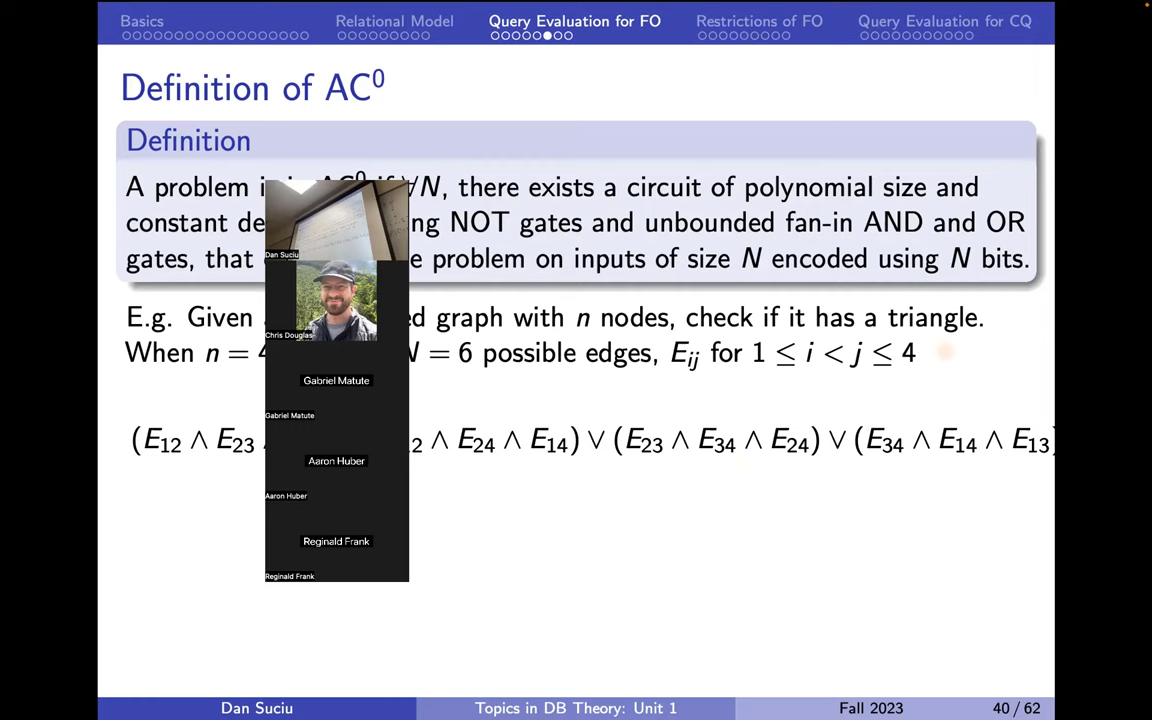 Basics Relational Model Query Evaluation for FO Restrictions of FO Query Evaluation for CQ
Definition of AC⁰
Definition
A problem AC⁰ if ∀N, there exists a circuit of polynomial size and
constant NOT gates and unbounded fan-in AND and OR
gates, that problem on inputs of size N encoded using N bits.
E.g. Given graph with n nodes, check if it has a triangle.
When n = 4 N = 6 possible edges, Eᵢⱼ for 1 ≤ i < j ≤ 4
(E₁₂ ∧ E₂₃ ∧ E₂₄ ∧ E₁₄) ∨ (E₂₃ ∧ E₃₄ ∧ E₂₄) ∨ (E₃₄ ∧ E₁₄ ∧ E₁₃)
Dan Suciu
Chris Douglas
Gabriel Matute
Gabriel Matute
Aaron Huber
Aaron Huber
Reginald Frank
Reginald Frank
Dan Suciu Topics in DB Theory: Unit 1 Fall 2023 40 / 62